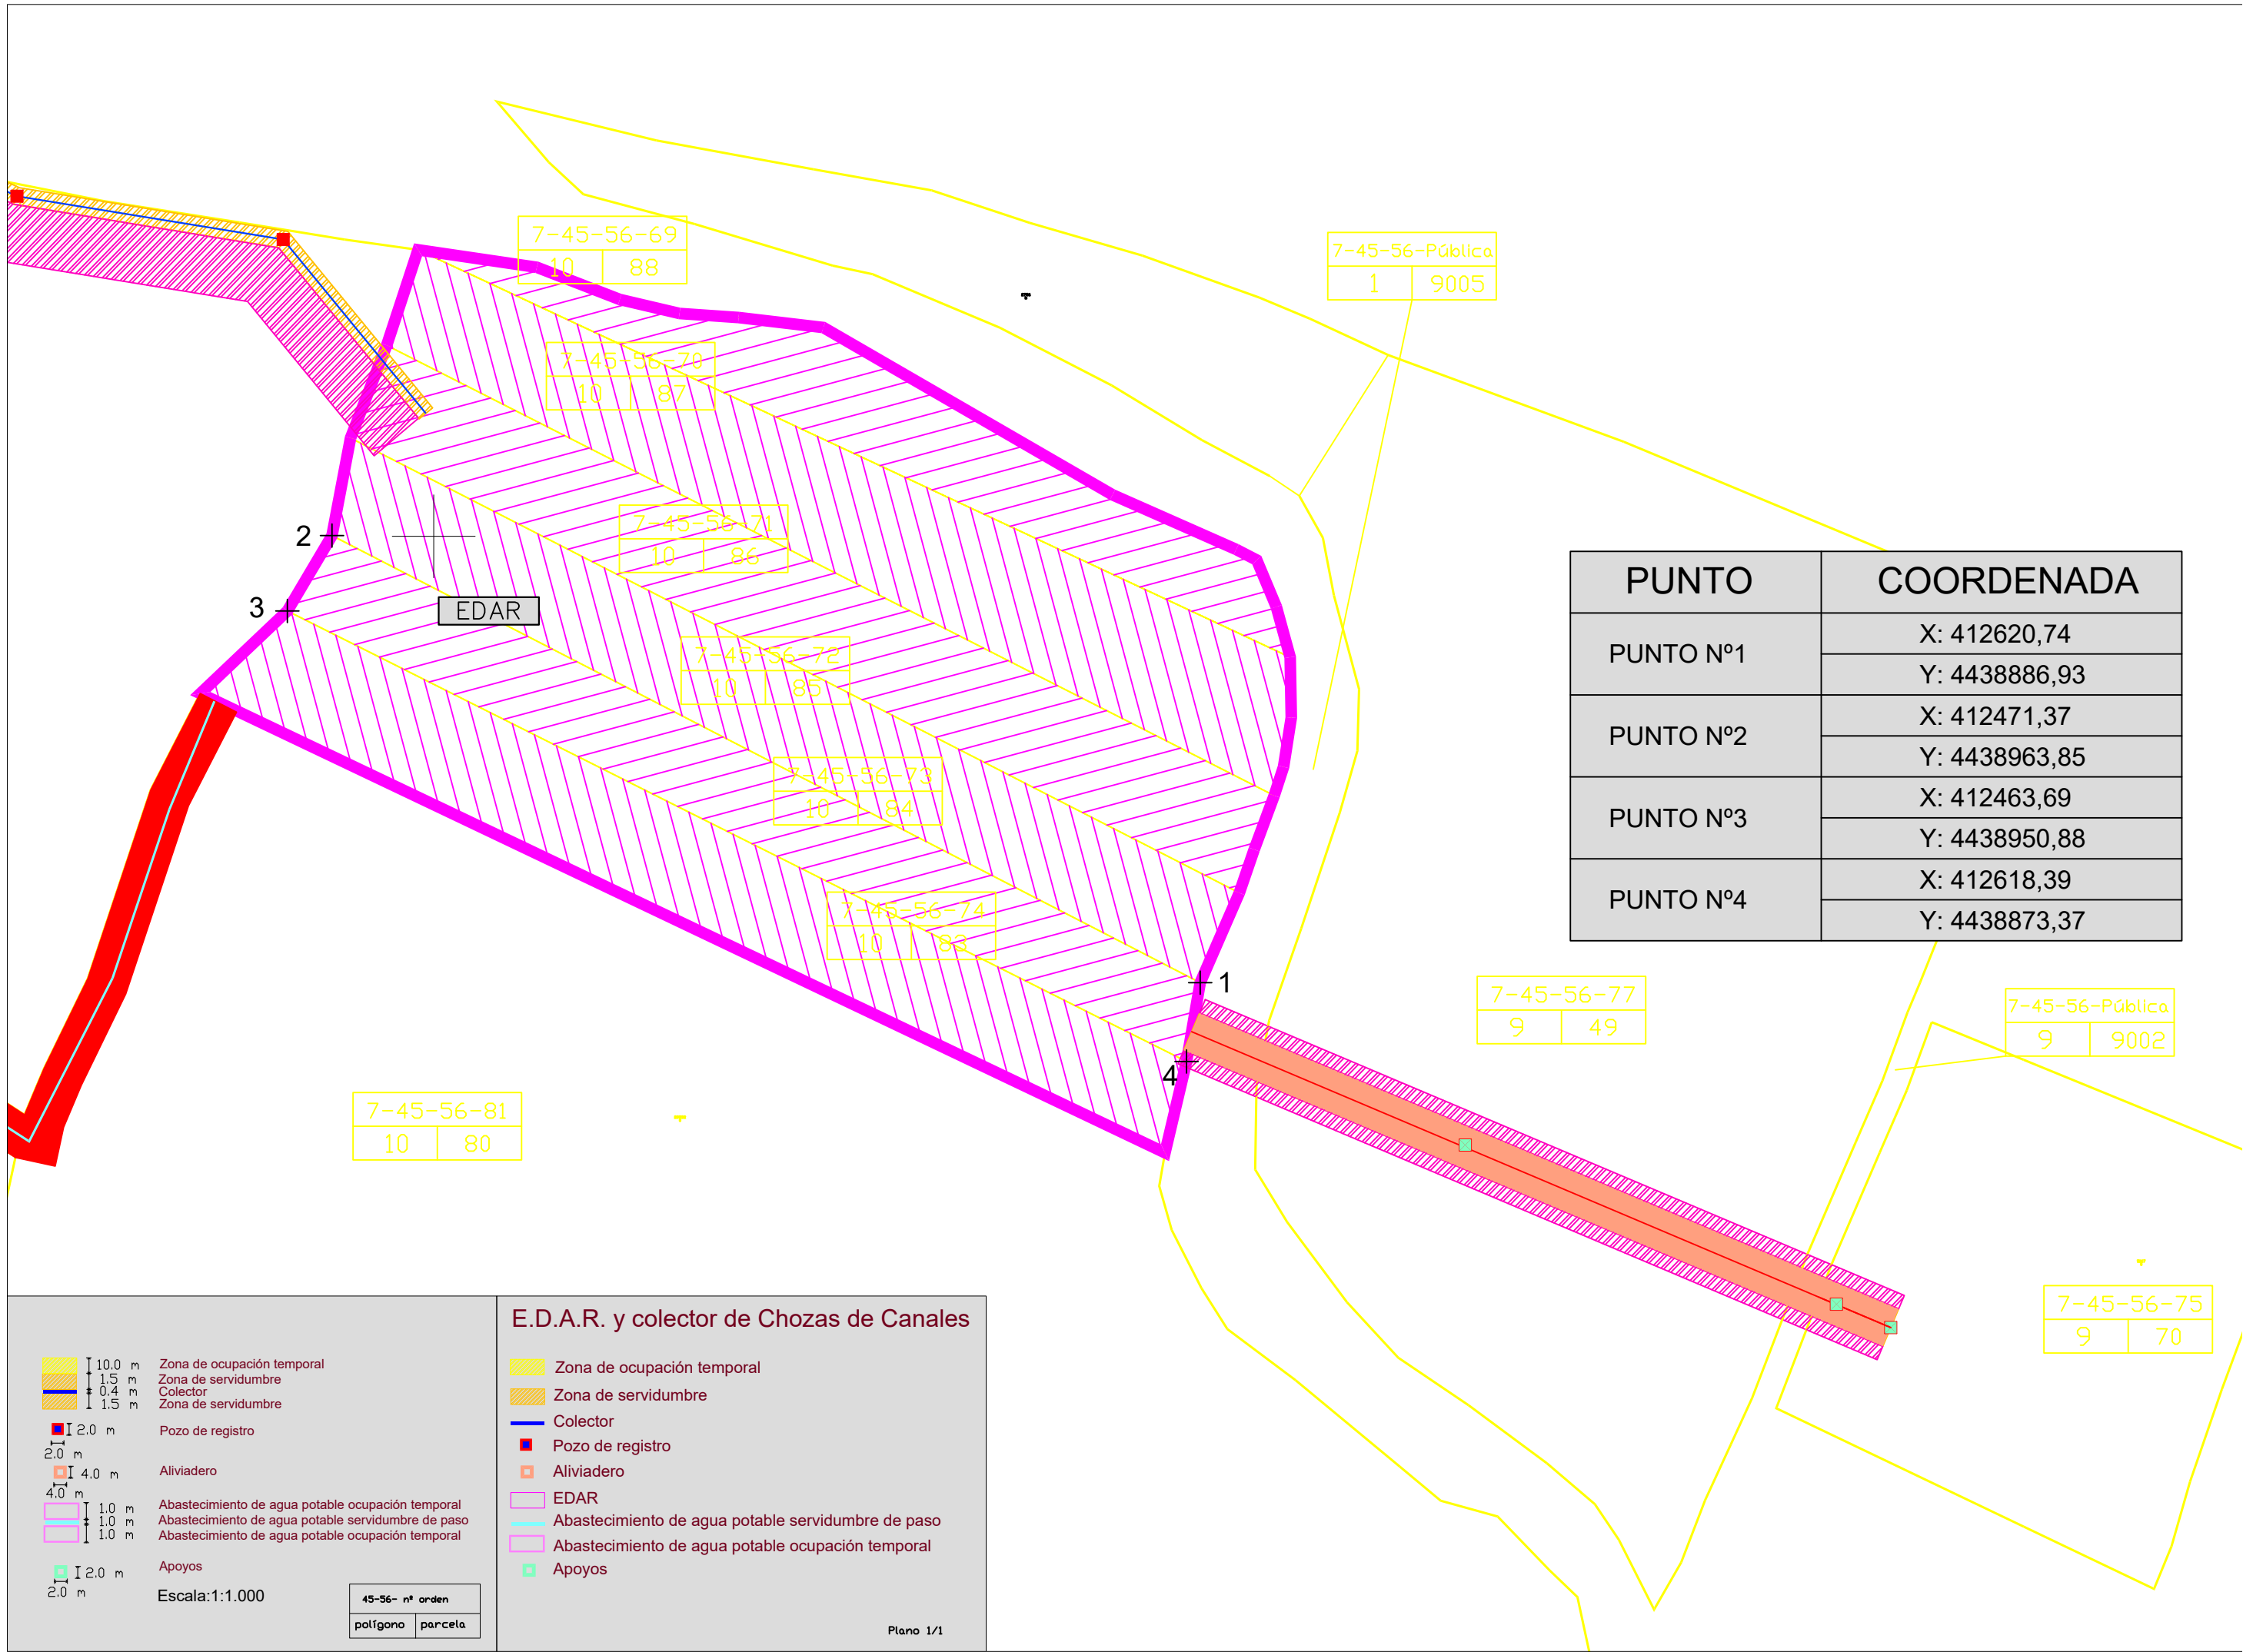 7-45-56-69
10 88
7-45-56-Pública
1 9005
7-45-56-70
10 87
7-45-56-71
10 86
2
3
EDAR
7-45-56-72
10 85
7-45-56-73
10 84
7-45-56-74
10 83
1
4
PUNTO COORDENADA
PUNTO Nº1
X: 412620,74
Y: 4438886,93
PUNTO Nº2
X: 412471,37
Y: 4438963,85
PUNTO Nº3
X: 412463,69
Y: 4438950,88
PUNTO Nº4
X: 412618,39
Y: 4438873,37
7-45-56-77
9 49
7-45-56-Pública
9 9002
7-45-56-81
10 80
7-45-56-75
9 70
10.0 m Zona de ocupación temporal
1.5 m Zona de servidumbre
0.4 m Colector
1.5 m Zona de servidumbre
2.0 m Pozo de registro
2.0 m
4.0 m Aliviadero
4.0 m
1.0 m Abastecimiento de agua potable ocupación temporal
1.0 m Abastecimiento de agua potable servidumbre de paso
1.0 m Abastecimiento de agua potable ocupación temporal
2.0 m Apoyos
2.0 m
Escala:1:1.000
45-56- nº orden
polígono parcela
E.D.A.R. y colector de Chozas de Canales
Zona de ocupación temporal
Zona de servidumbre
Colector
Pozo de registro
Aliviadero
EDAR
Abastecimiento de agua potable servidumbre de paso
Abastecimiento de agua potable ocupación temporal
Apoyos
Plano 1/1